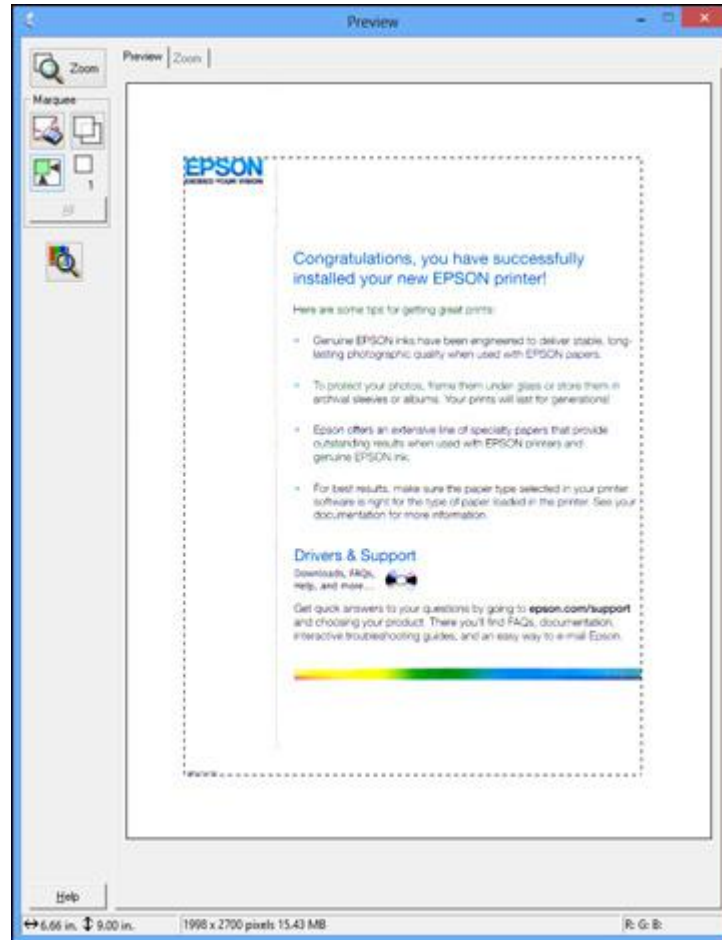 Preview
Zoom
Preview
Zoom
Marquee
1
All
EPSON
EXCEED YOUR VISION
Congratulations, you have successfully
installed your new EPSON printer!
Here are some tips for getting great prints:
Genuine EPSON inks have been engineered to deliver stable, long-
lasting photographic quality when used with EPSON papers.
To protect your photos, frame them under glass or store them in
archival sleeves or albums. Your prints will last for generations!
Epson offers an extensive line of specialty papers that provide
outstanding results when used with EPSON printers and
genuine EPSON ink.
For best results, make sure the paper type selected in your printer
software is right for the type of paper loaded in the printer. See your
documentation for more information.
Drivers & Support
Downloads, FAQs,
Help, and more....
Get quick answers to your questions by going to epson.com/support
and choosing your product. There you'll find FAQs, documentation,
interactive troubleshooting guides, and an easy way to e-mail Epson.
Help
6.66 in. 9.00 in. 1998 x 2700 pixels 15.43 MB R: G: B: